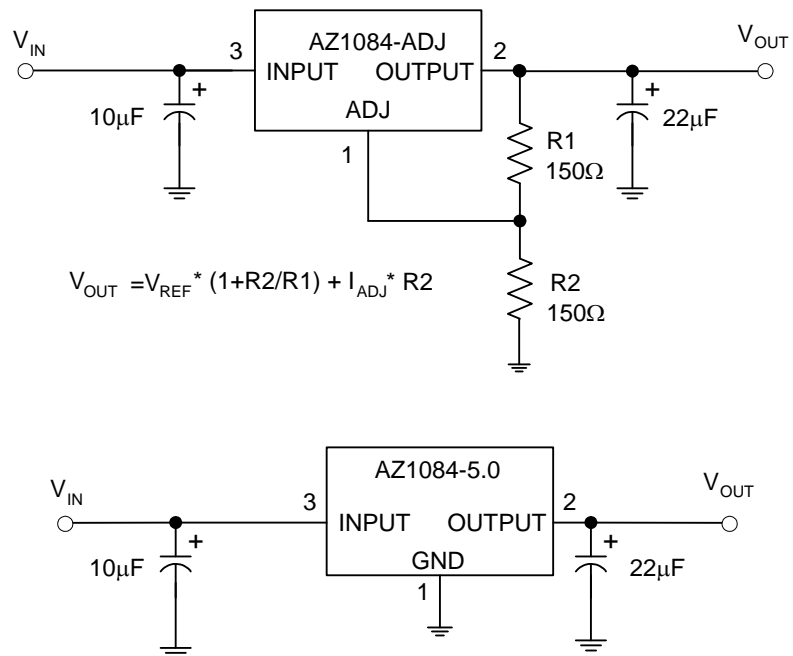 V_IN
3
AZ1084-ADJ
2
V_OUT
INPUT
OUTPUT
+
+
10μF
ADJ
22μF
1
R1
150Ω
V_OUT =V_REF* (1+R2/R1) + I_ADJ* R2
R2
150Ω
V_IN
3
AZ1084-5.0
2
V_OUT
INPUT
OUTPUT
+
+
10μF
GND
22μF
1